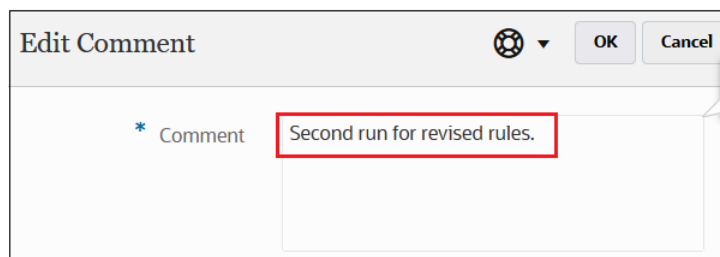 Edit Comment
OK
Cancel
* Comment
Second run for revised rules.